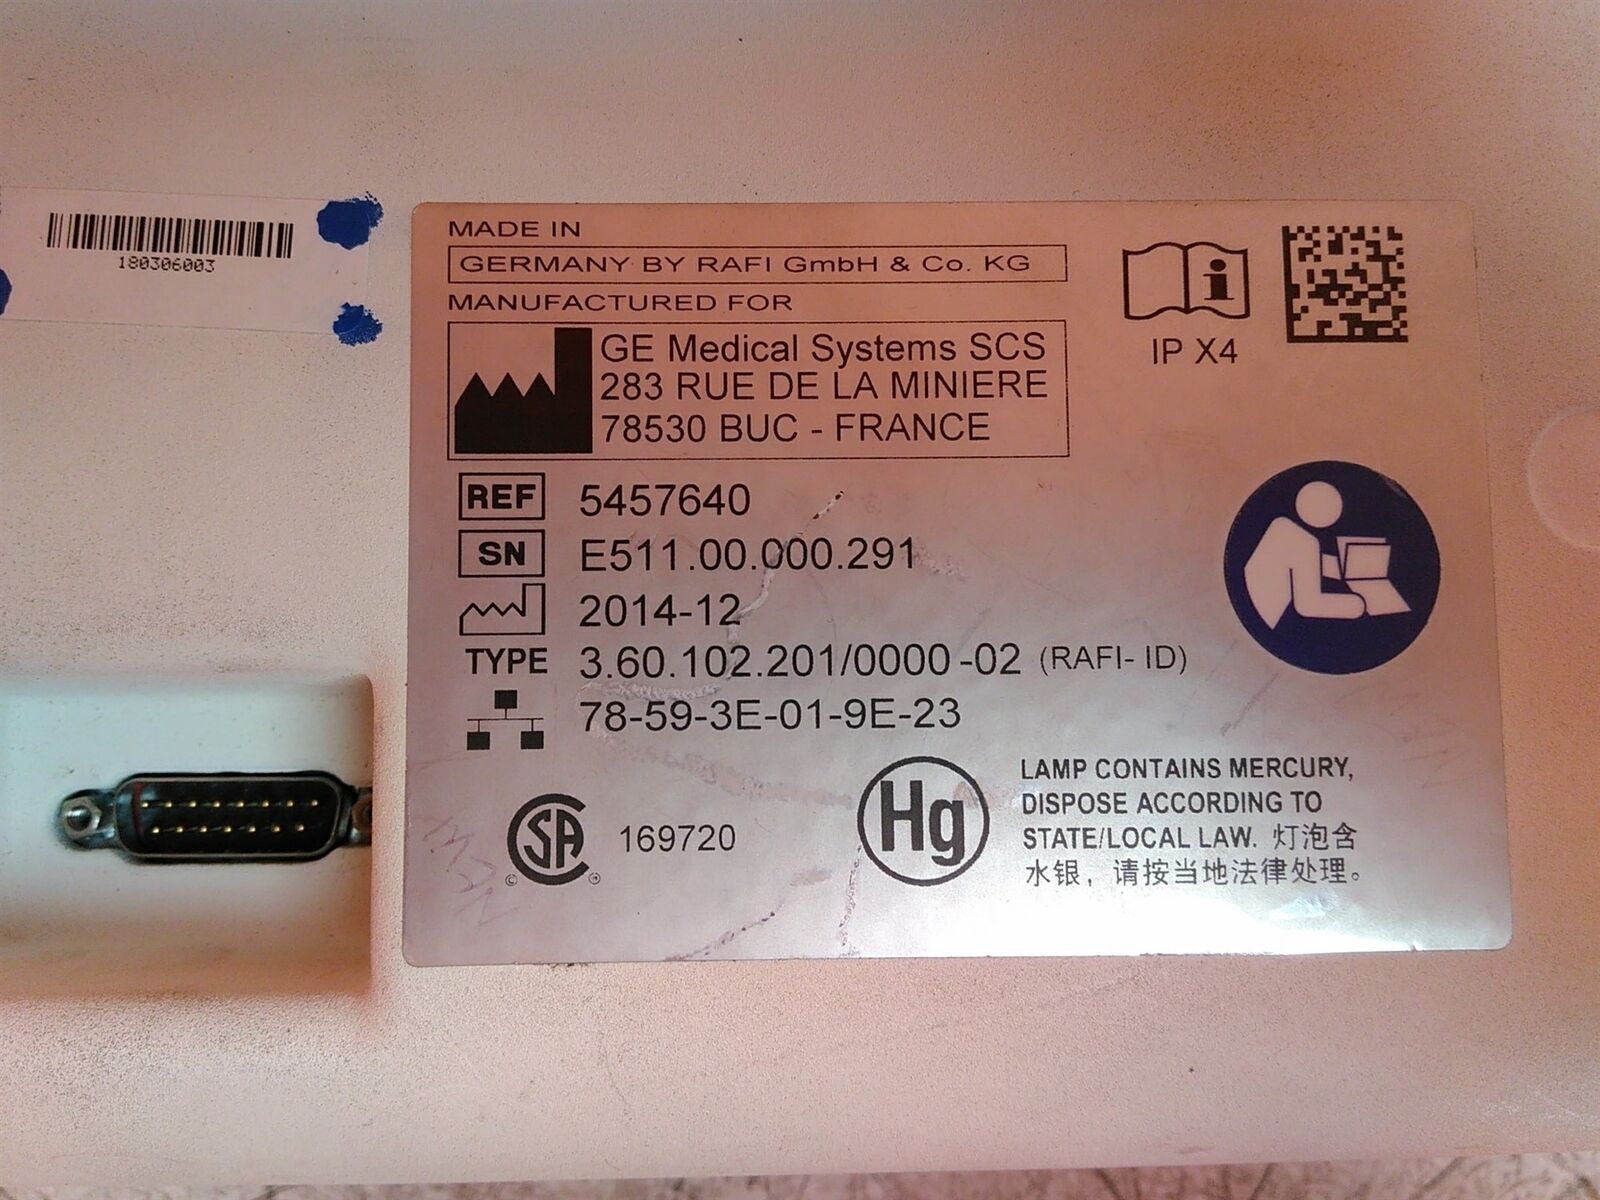 180306003
MADE IN
GERMANY BY RAFI GmbH & Co. KG
MANUFACTURED FOR
GE Medical Systems SCS
283 RUE DE LA MINIERE
78530 BUC - FRANCE
IP X4
REF 5457640
SN E511.00.000.291
2014-12
TYPE 3.60.102.201/0000-02 (RAFI- ID)
78-59-3E-01-9E-23
SA 169720
© ®
Hg
LAMP CONTAINS MERCURY,
DISPOSE ACCORDING TO
STATE/LOCAL LAW. 灯泡含
水银，请按当地法律处理。